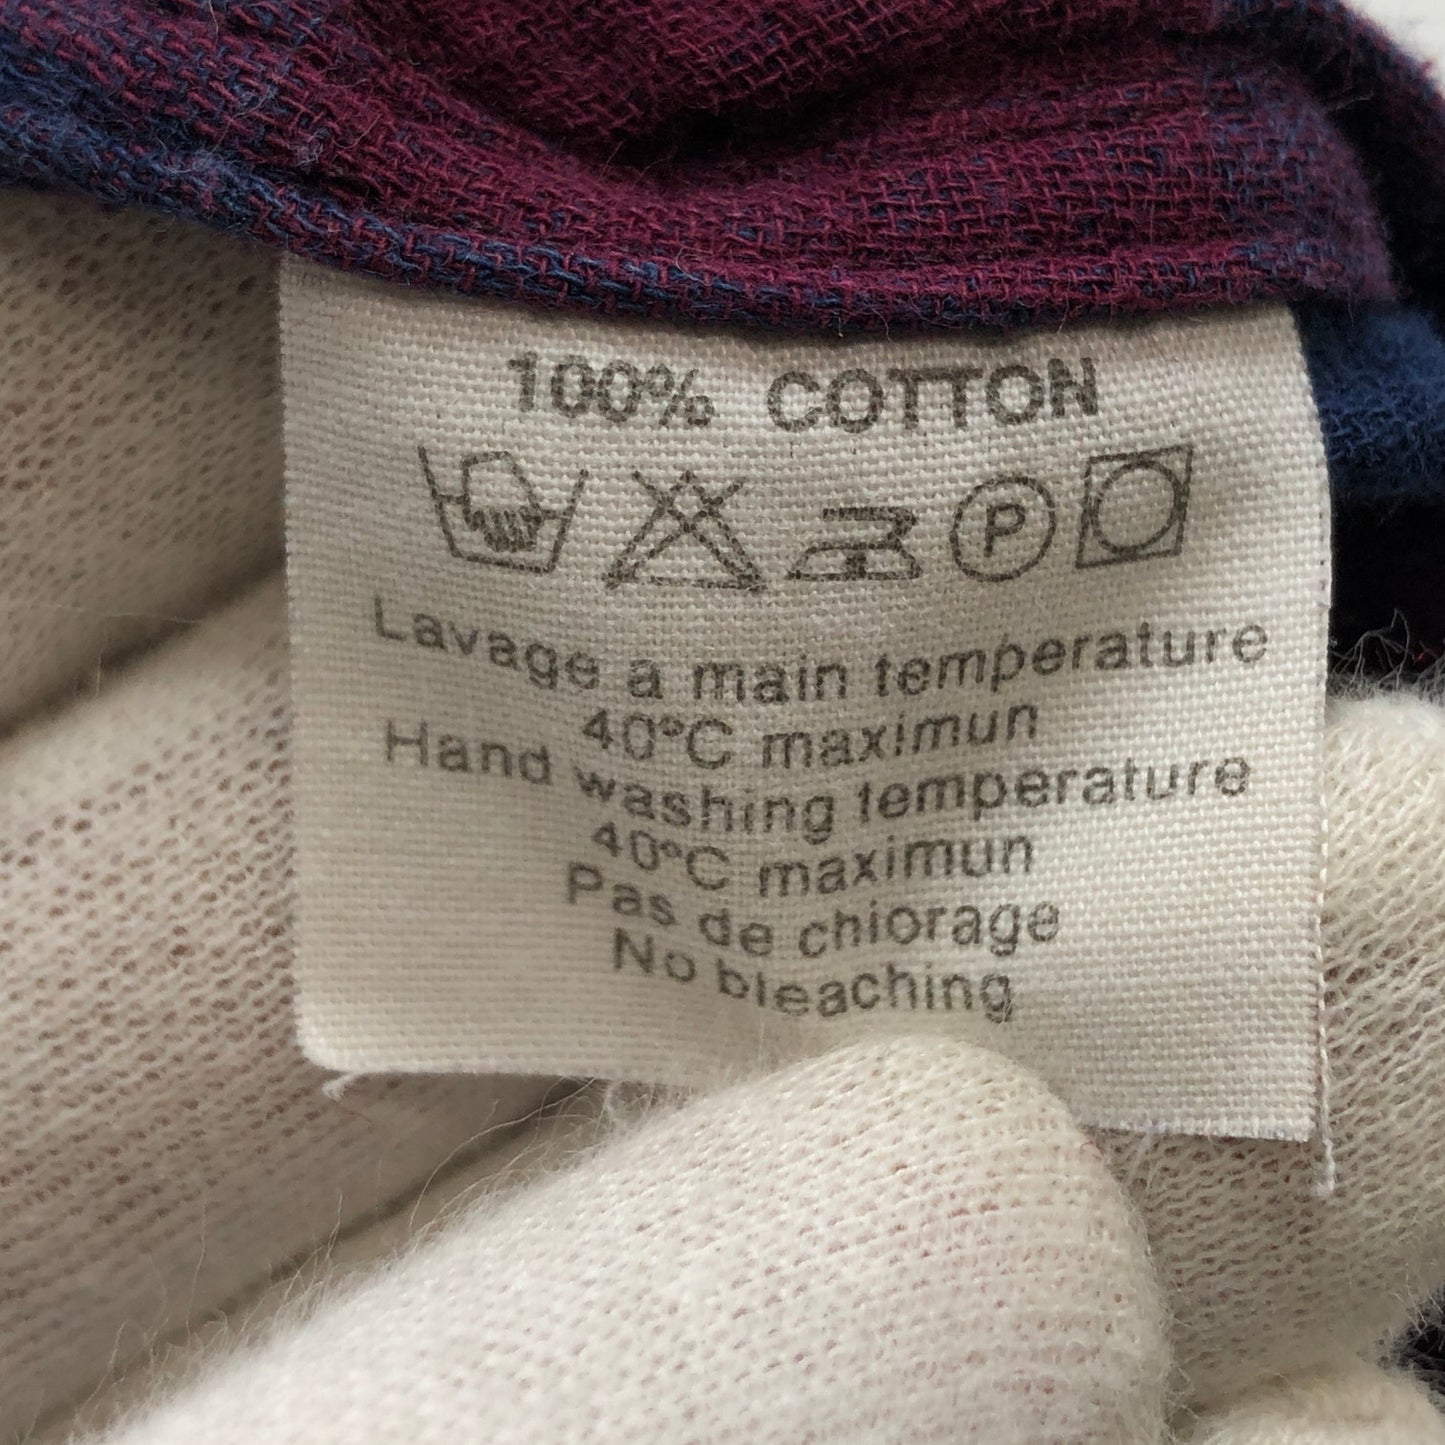 100% COTTON
P
Lavage a main temperature
40°C maximun
Hand washing temperature
40°C maximun
Pas de chiorage
No bleaching